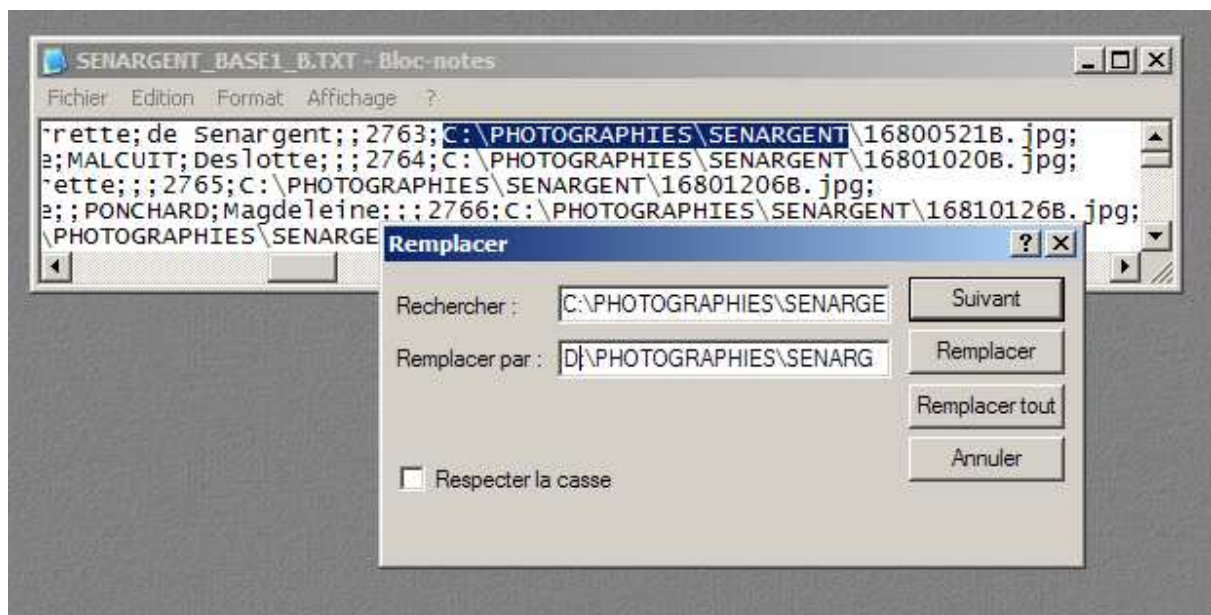 SENARGENT_BASE1_B.TXT - Bloc-notes
Fichier Edition Format Affichage ?
rette;de Senargent;;2763;C:\PHOTOGRAPHIES\SENARGENT\16800521B.jpg;
e;MALCUIT;Deslotte;;;2764;C:\PHOTOGRAPHIES\SENARGENT\16801020B.jpg;
rette;;;2765;C:\PHOTOGRAPHIES\SENARGENT\16801206B.jpg;
e;;PONCHARD;Magdeleine;;;2766;C:\PHOTOGRAPHIES\SENARGENT\16810126B.jpg;
\PHOTOGRAPHIES\SENARGE
Remplacer
Rechercher : C:\PHOTOGRAPHIES\SENARGE Suivant
Remplacer par : D:\PHOTOGRAPHIES\SENARG Remplacer
Remplacer tout
Respecter la casse Annuler